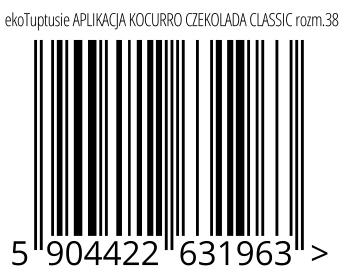 ekoTuptusie APLIKACJA KOCURRO CZEKOLADA CLASSIC rozm.38
5 904422 631963 >